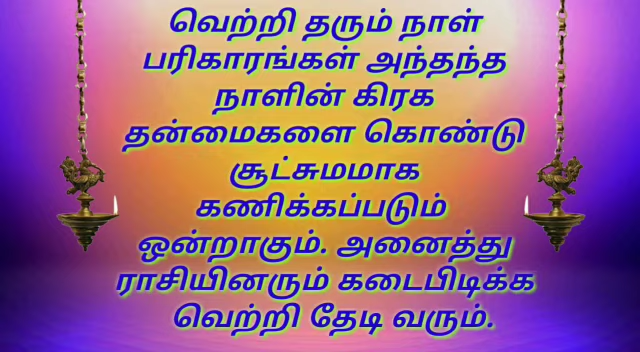 வெற்றி தரும் நாள்
பரிகாரங்கள் அந்தந்த
நாளின் கிரக
தன்மைகளை கொண்டு
சூட்சுமமாக
கணிக்கப்படும்
ஒன்றாகும். அனைத்து
ராசியினரும் கடைபிடிக்க
வெற்றி தேடி வரும்.